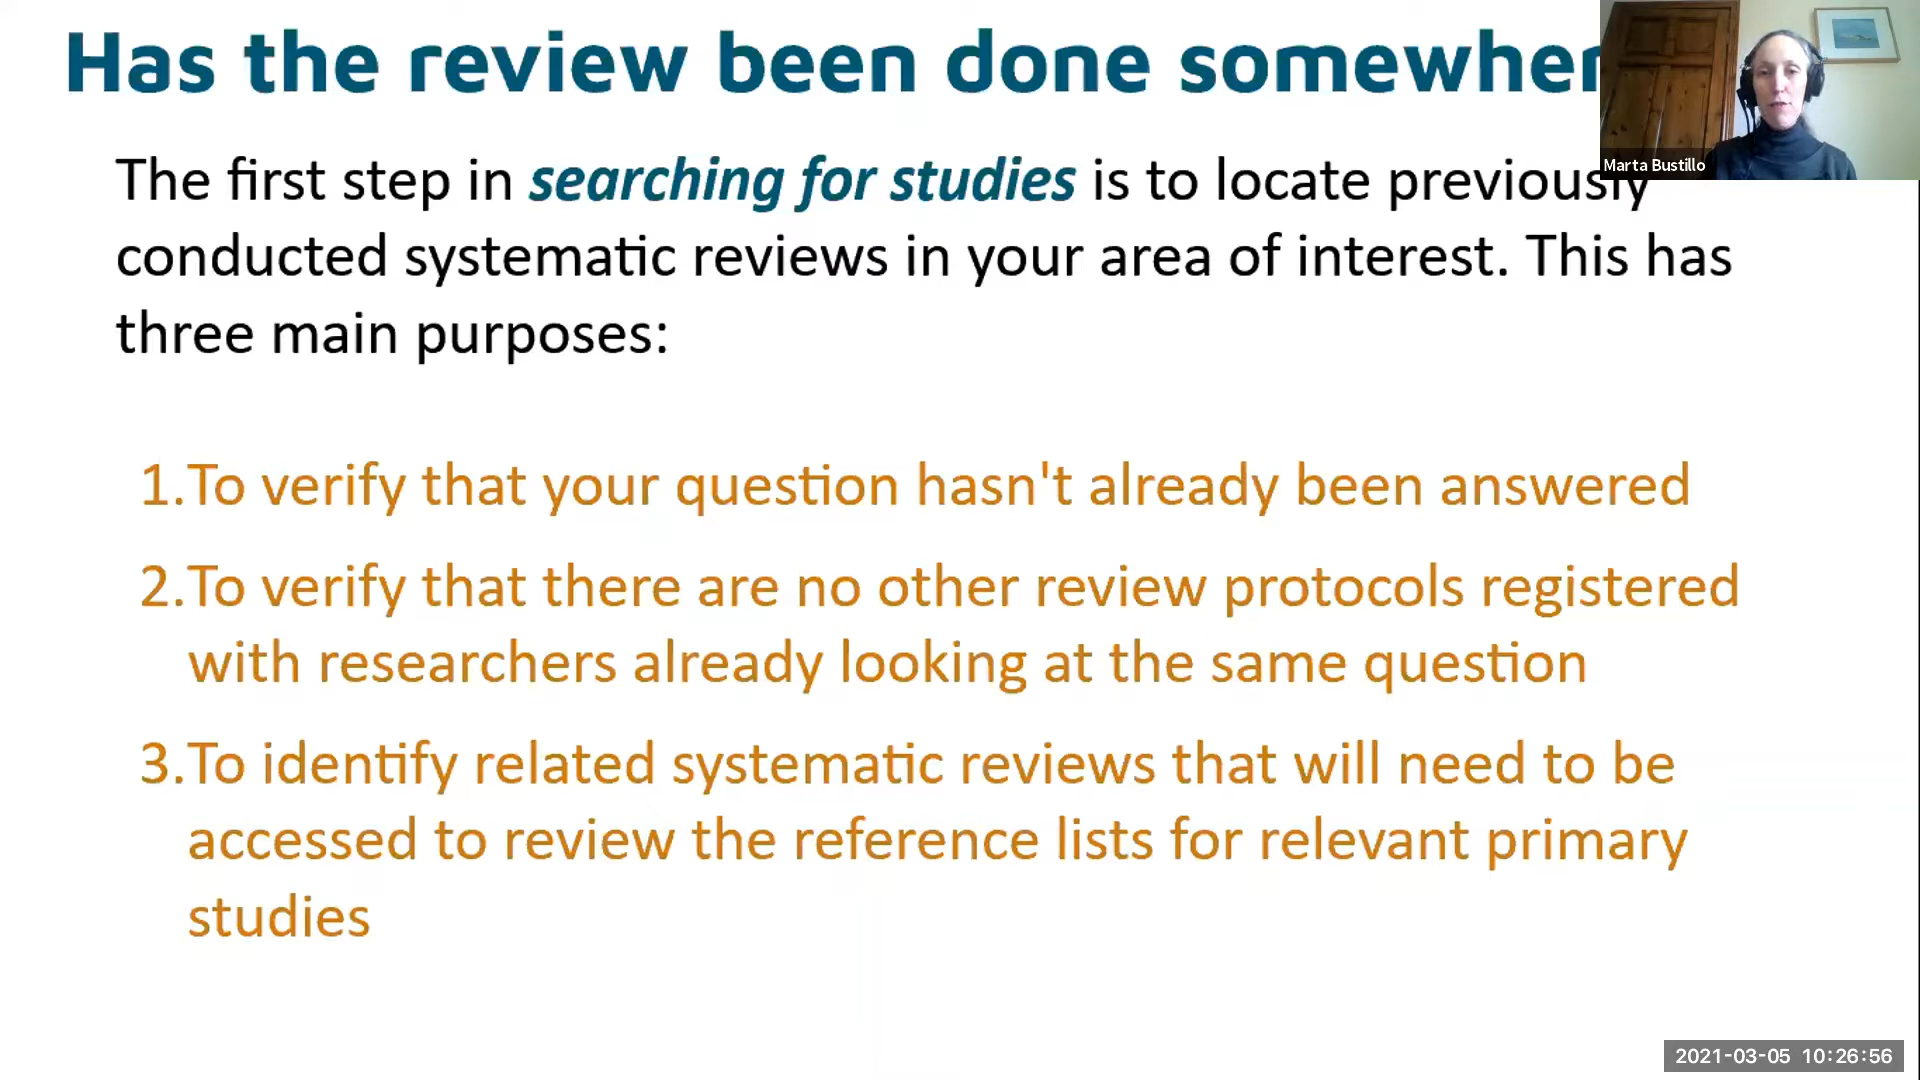 Has the review been done somewher
The first step in searching for studies is to locate previously
conducted systematic reviews in your area of interest. This has
three main purposes:
1.To verify that your question hasn't already been answered
2.To verify that there are no other review protocols registered
with researchers already looking at the same question
3.To identify related systematic reviews that will need to be
accessed to review the reference lists for relevant primary
studies
Marta Bustillo
2021-03-05 10:26:56